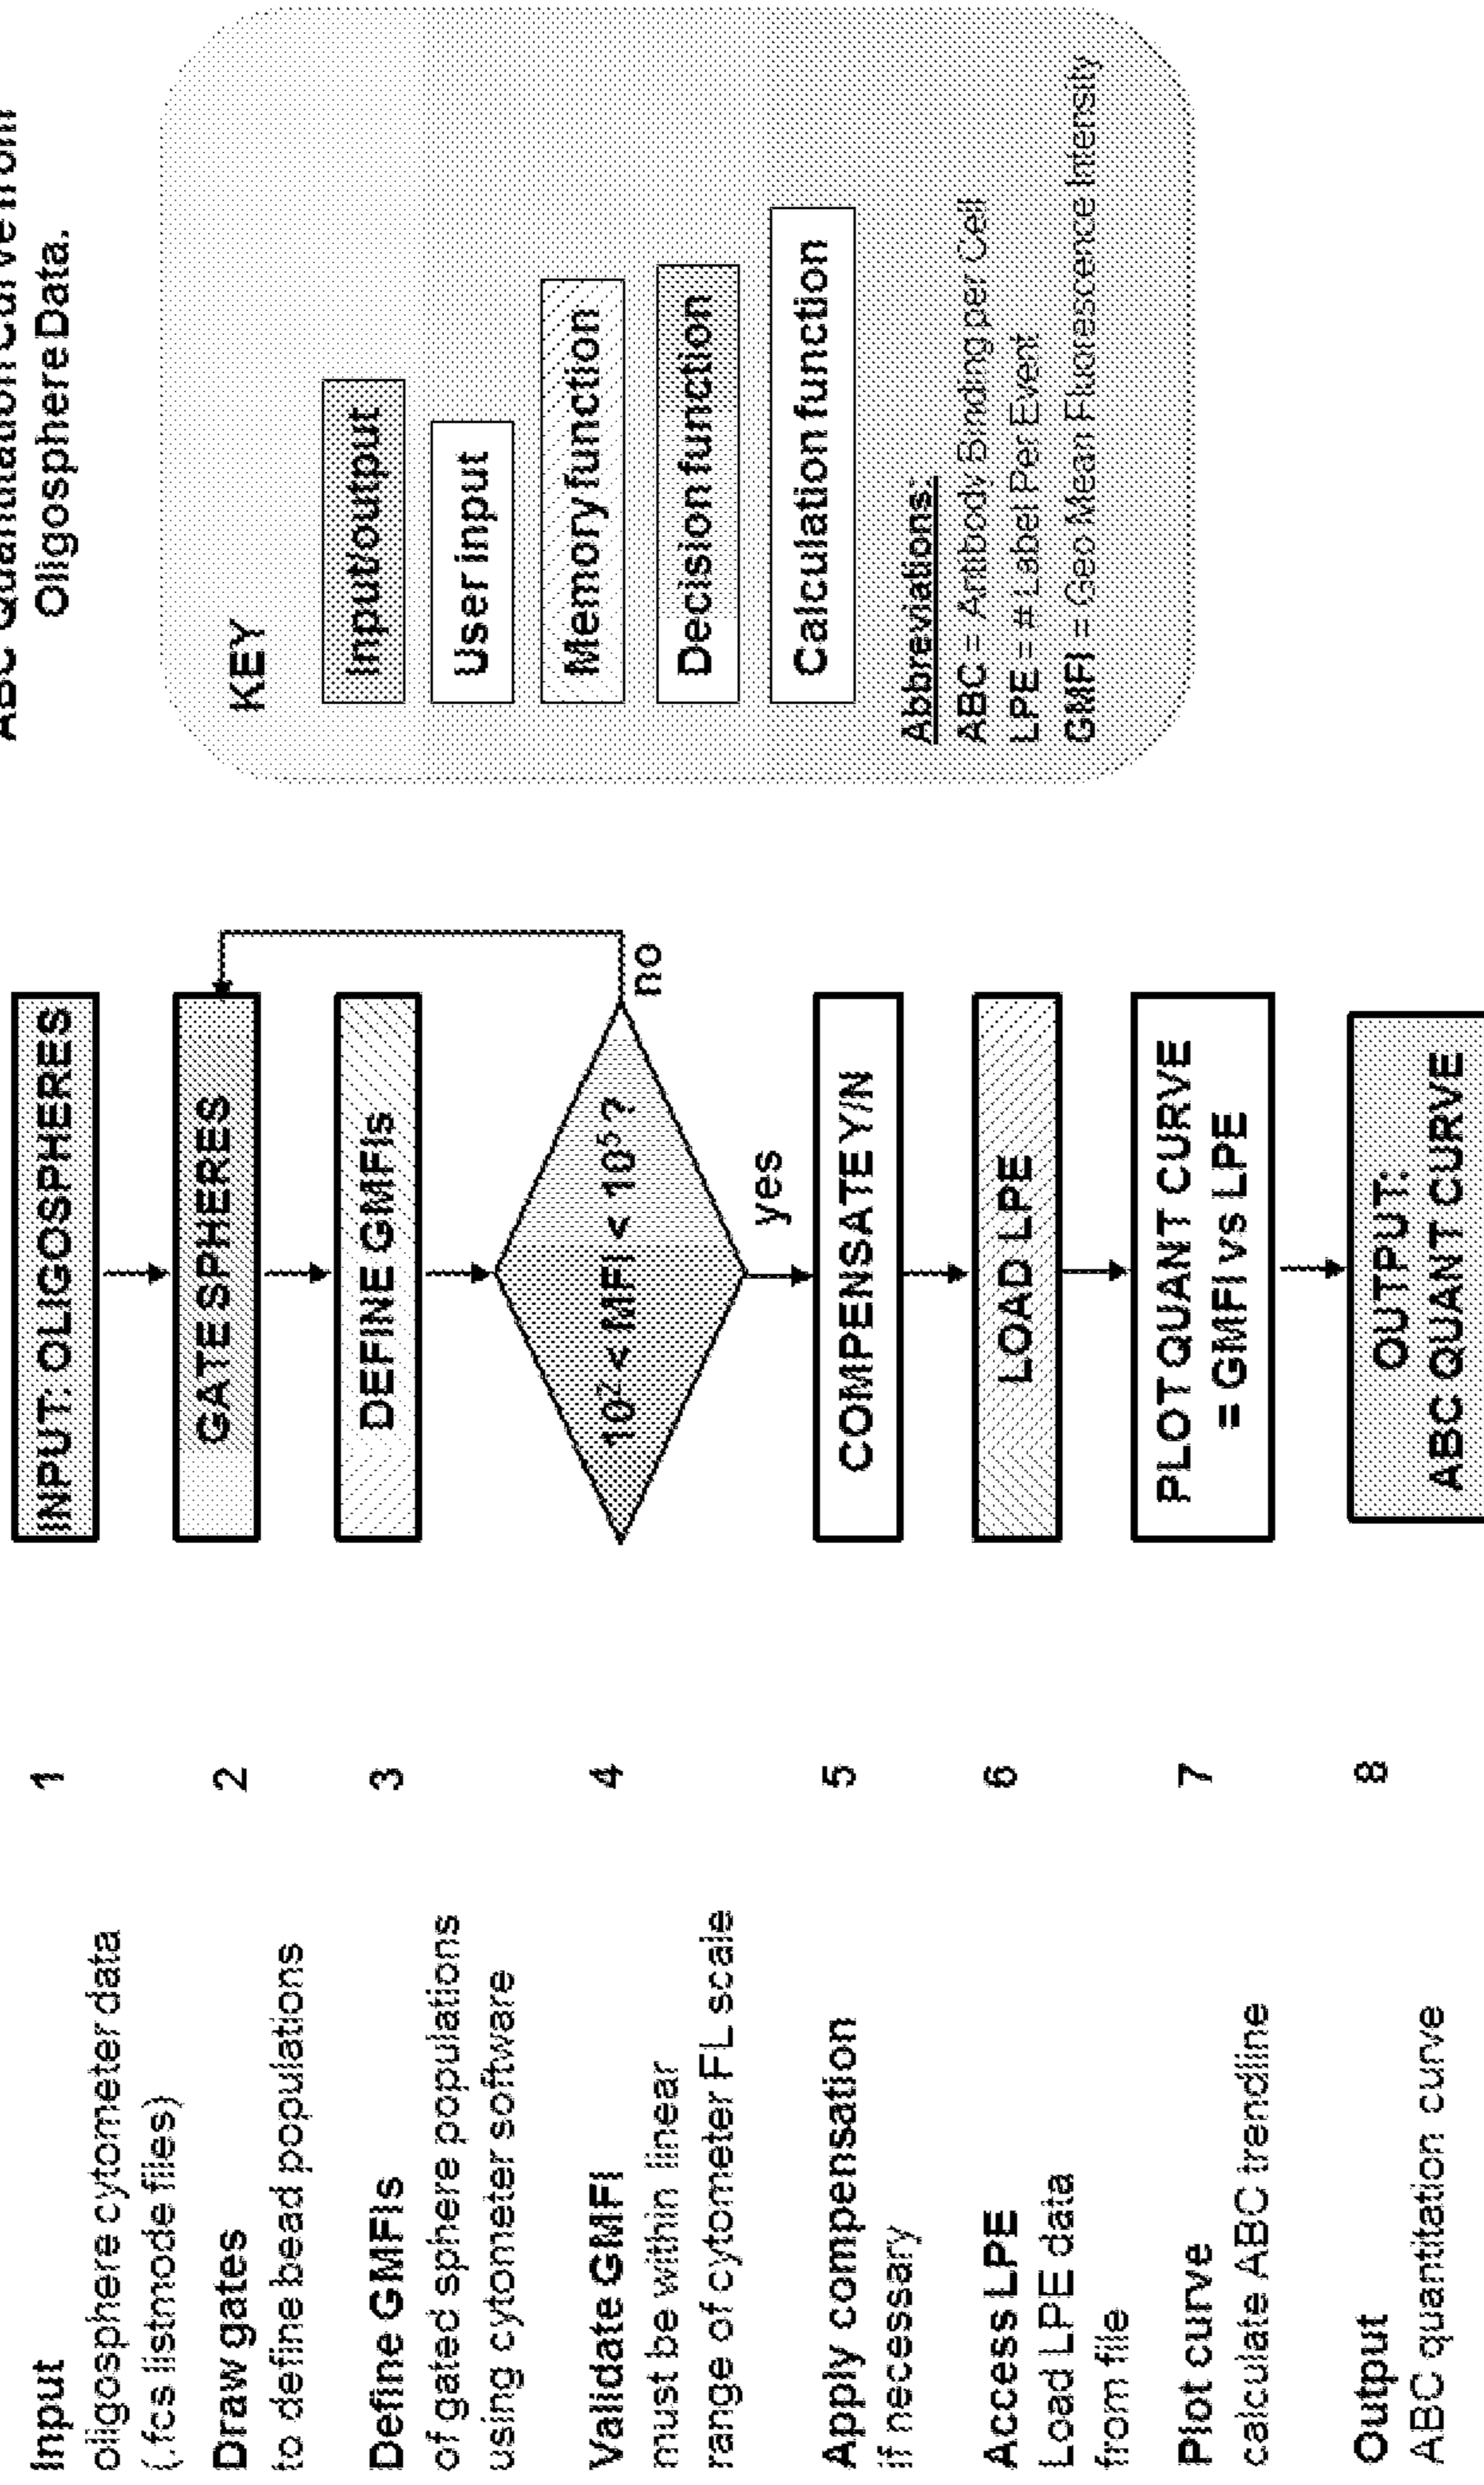 ABC Quantitation Curve from
Oligosphere Data.
Input
oligosphere cytometer data
(.fcs listmode files)
1
INPUT: OLIGOSPHERES
Draw gates
to define bead populations
2
GATE SPHERES
Define GMFIs
of gated sphere populations
using cytometer software
3
DEFINE GMFIs
Validate GMFI
must be within linear
range of cytometer FL scale
4
10² < MFI < 10⁵ ?
no
yes
Apply compensation
if necessary
5
COMPENSATE Y/N
Access LPE
Load LPE data
from file
6
LOAD LPE
Plot curve
calculate ABC trendline
7
PLOT QUANT CURVE
= GMFI vs LPE
Output
ABC quantitation curve
8
OUTPUT:
ABC QUANT CURVE
KEY
Input/output
User input
Memory function
Decision function
Calculation function
Abbreviations:
ABC = Antibody Binding per Cell
LPE = # Label Per Event
GMFI = Geo Mean Fluorescence Intensity